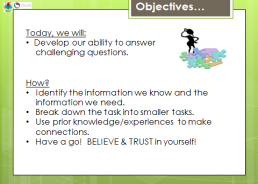 Objectives…
Today, we will:
• Develop our ability to answer
challenging questions.
How?
• Identify the information we know and the
information we need.
• Break down the task into smaller tasks.
• Use prior knowledge/experiences to make
connections.
• Have a go! BELIEVE & TRUST in yourself!